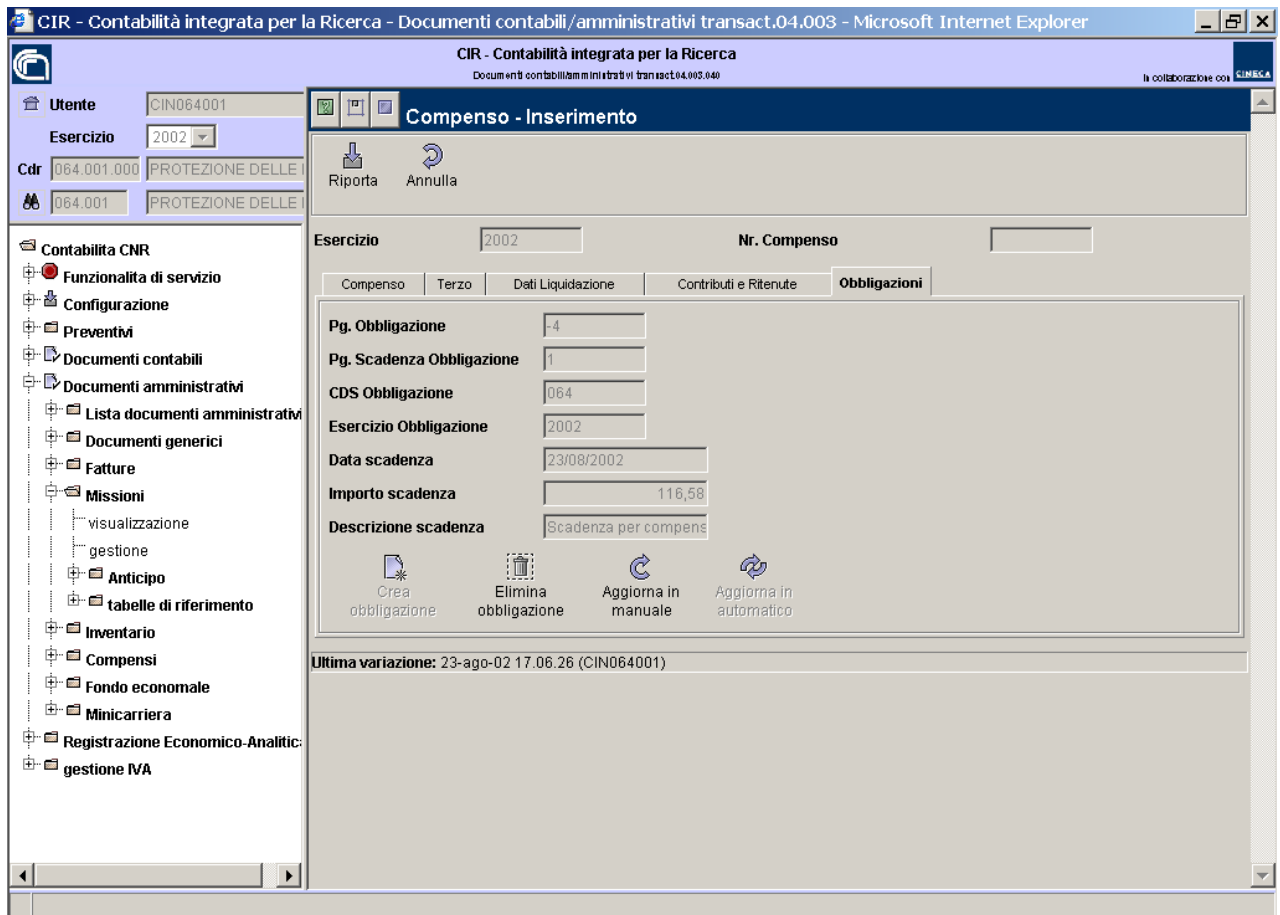 CIR - Contabilità integrata per la Ricerca - Documenti contabili/amministrativi transact.04.003 - Microsoft Internet Explorer
CIR - Contabilità integrata per la Ricerca
Documenti contabili/amministrativi transact.04.003.040
In collaborazione con CINECA
Utente CIN064001
Esercizio 2002
Cdr 064.001.000 PROTEZIONE DELLE I
064.001 PROTEZIONE DELLE I
Contabilita CNR
Funzionalita di servizio
Configurazione
Preventivi
Documenti contabili
Documenti amministrativi
Lista documenti amministrativi
Documenti generici
Fatture
Missioni
visualizzazione
gestione
Anticipo
tabelle di riferimento
Inventario
Compensi
Fondo economale
Minicarriera
Registrazione Economico-Analitic
gestione IVA
Compenso - Inserimento
Riporta Annulla
Esercizio 2002 Nr. Compenso
Compenso Terzo Dati Liquidazione Contributi e Ritenute Obbligazioni
Pg. Obbligazione -4
Pg. Scadenza Obbligazione 1
CDS Obbligazione 064
Esercizio Obbligazione 2002
Data scadenza 23/08/2002
Importo scadenza 116,58
Descrizione scadenza Scadenza per compens
Crea obbligazione
Elimina obbligazione
Aggiorna in manuale
Aggiorna in automatico
Ultima variazione: 23-ago-02 17.06.26 (CIN064001)